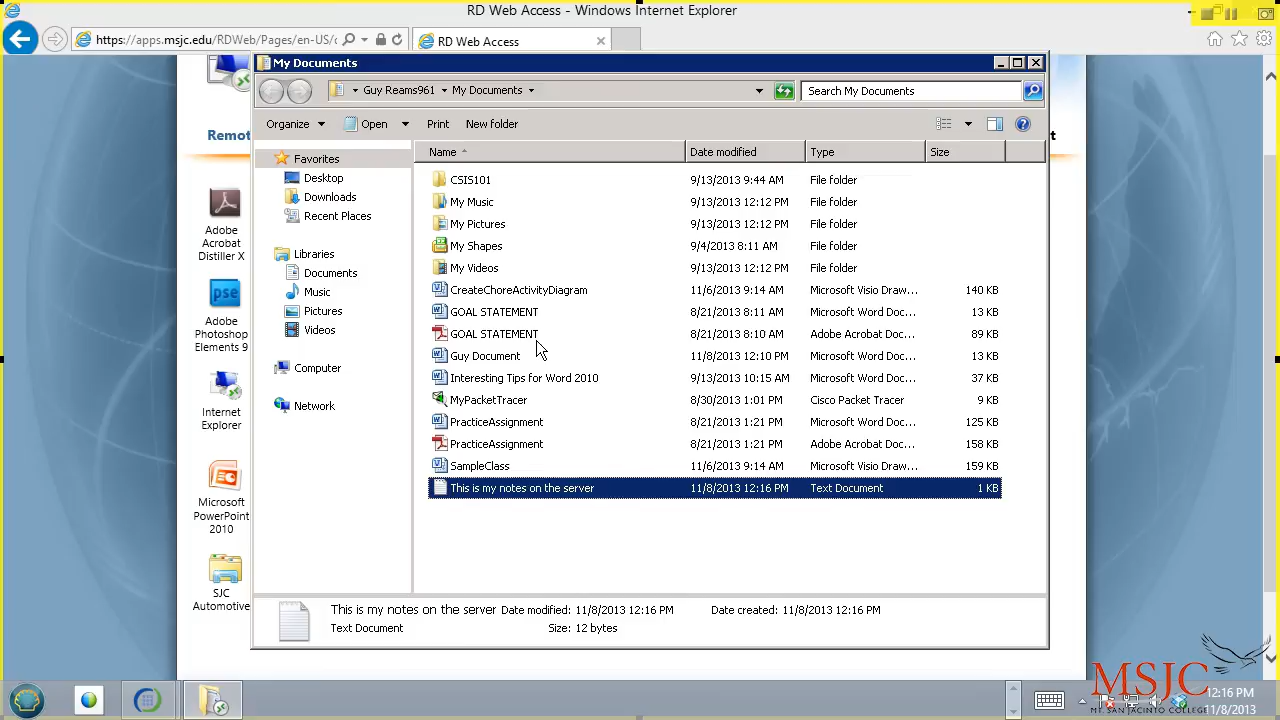 RD Web Access - Windows Internet Explorer
https://apps.msjc.edu/RDWeb/Pages/en-US/
RD Web Access
My Documents
Guy Reams961 My Documents
Search My Documents
Organize Open Print New folder
Remot
t
Name Date modified Type Size
Favorites
Desktop
Downloads
Recent Places
Libraries
Documents
Music
Pictures
Videos
Computer
Network
CSIS101 9/13/2013 9:44 AM File folder
My Music 9/13/2013 12:12 PM File folder
My Pictures 9/13/2013 12:12 PM File folder
My Shapes 9/4/2013 8:11 AM File folder
My Videos 9/13/2013 12:12 PM File folder
CreateChoreActivityDiagram 11/6/2013 9:14 AM Microsoft Visio Draw... 140 KB
GOAL STATEMENT 8/21/2013 8:11 AM Microsoft Word Doc... 13 KB
GOAL STATEMENT 8/21/2013 8:10 AM Adobe Acrobat Doc... 89 KB
Guy Document 11/8/2013 12:10 PM Microsoft Word Doc... 13 KB
Interesting Tips for Word 2010 9/13/2013 10:15 AM Microsoft Word Doc... 37 KB
MyPacketTracer 8/30/2013 1:01 PM Cisco Packet Tracer 9 KB
PracticeAssignment 8/21/2013 1:21 PM Microsoft Word Doc... 125 KB
PracticeAssignment 8/21/2013 1:21 PM Adobe Acrobat Doc... 158 KB
SampleClass 11/6/2013 9:14 AM Microsoft Visio Draw... 159 KB
This is my notes on the server 11/8/2013 12:16 PM Text Document 1 KB
Adobe
Acrobat
Distiller X
pse
Adobe
Photoshop
Elements 9
Internet
Explorer
Microsoft
PowerPoint
2010
SJC
Automotive
This is my notes on the server Date modified: 11/8/2013 12:16 PM Date created: 11/8/2013 12:16 PM
Text Document Size: 12 bytes
MSJC
MT. SAN JACINTO COLLEGE
12:16 PM
11/8/2013